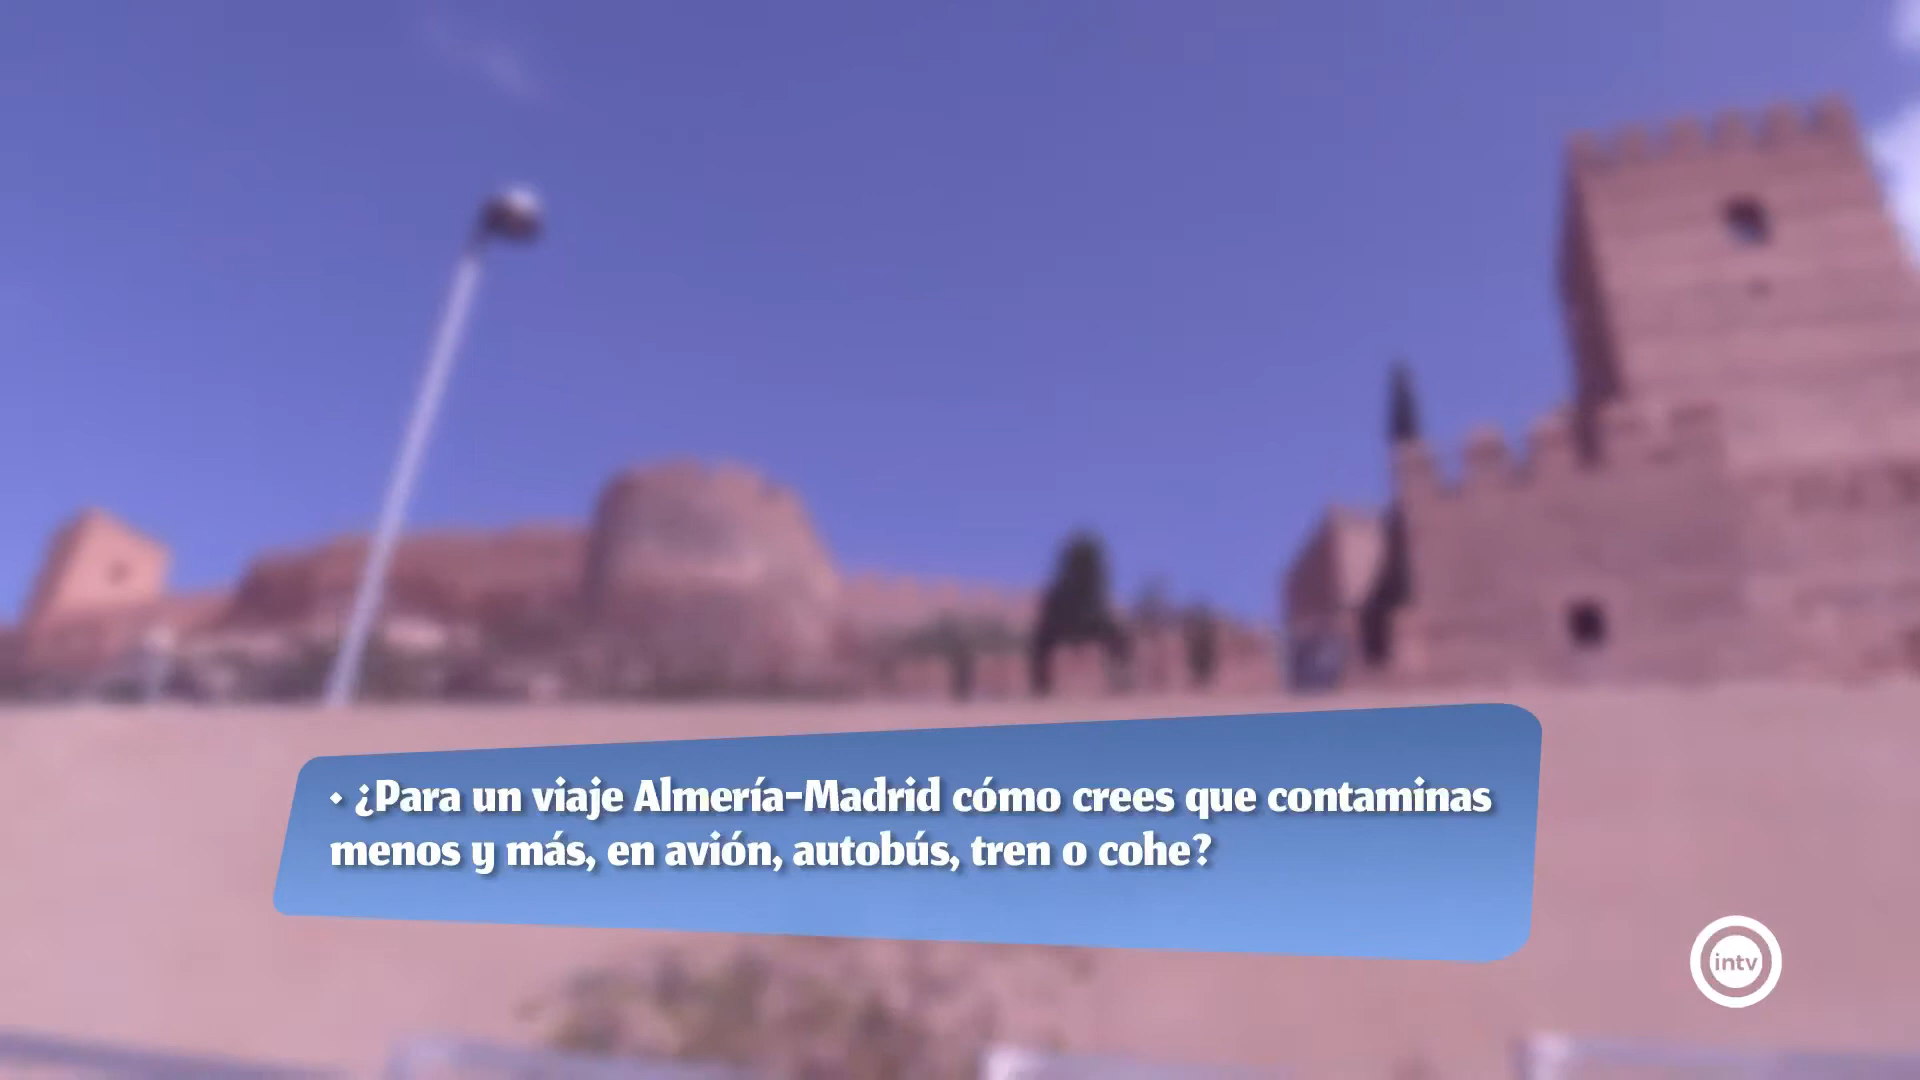 • ¿Para un viaje Almería-Madrid cómo crees que contaminas
menos y más, en avión, autobús, tren o cohe?
intv